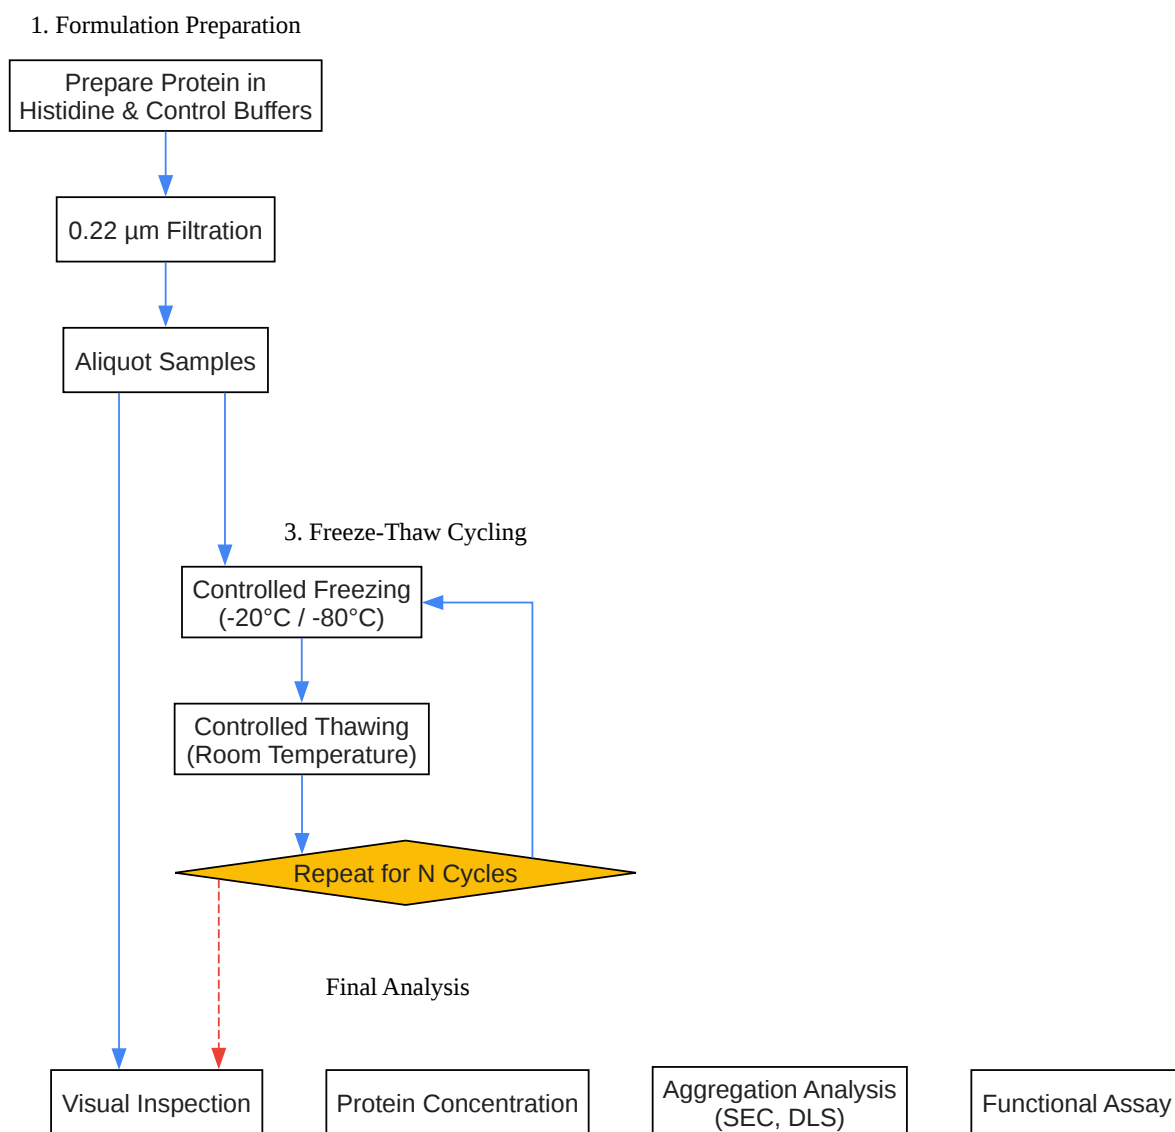 1. Formulation Preparation
Prepare Protein in
Histidine & Control Buffers
0.22 µm Filtration
Aliquot Samples
3. Freeze-Thaw Cycling
Controlled Freezing
(-20°C / -80°C)
Controlled Thawing
(Room Temperature)
Repeat for N Cycles
Final Analysis
Visual Inspection
Protein Concentration
Aggregation Analysis
(SEC, DLS)
Functional Assay